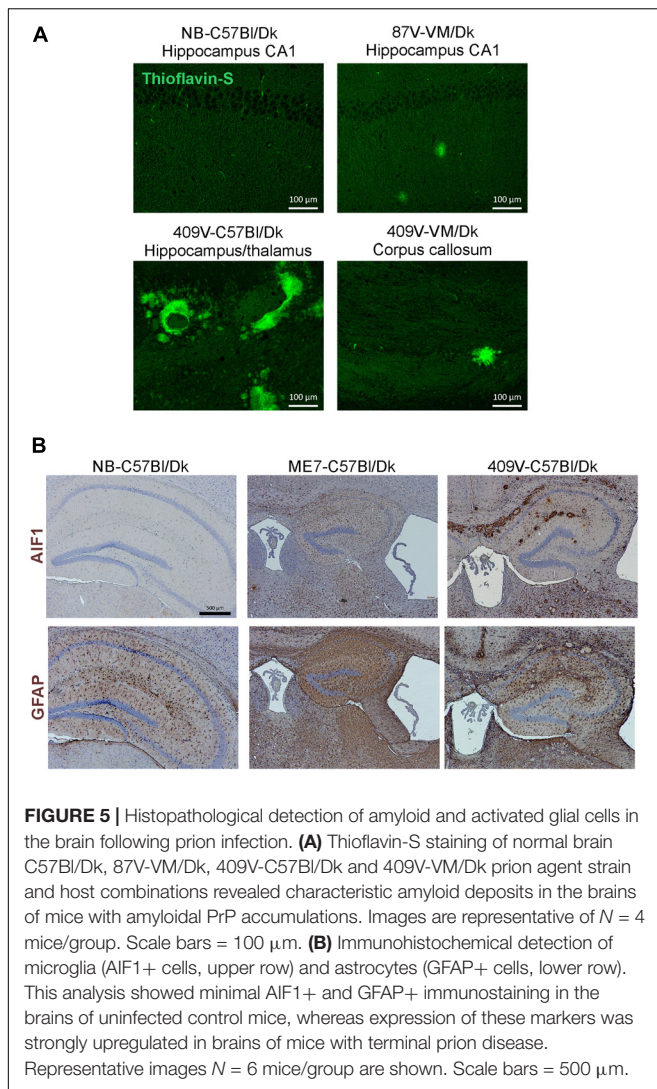 A
NB-C57Bl/Dk
Hippocampus CA1
87V-VM/Dk
Hippocampus CA1
Thioflavin-S
100 µm
100 µm
409V-C57Bl/Dk
Hippocampus/thalamus
409V-VM/Dk
Corpus callosum
100 µm
100 µm
B
NB-C57Bl/Dk
ME7-C57Bl/Dk
409V-C57Bl/Dk
AIF1
500 µm
GFAP
FIGURE 5 | Histopathological detection of amyloid and activated glial cells in
the brain following prion infection. (A) Thioflavin-S staining of normal brain
C57Bl/Dk, 87V-VM/Dk, 409V-C57Bl/Dk and 409V-VM/Dk prion agent strain
and host combinations revealed characteristic amyloid deposits in the brains
of mice with amyloidal PrP accumulations. Images are representative of N = 4
mice/group. Scale bars = 100 µm. (B) Immunohistochemical detection of
microglia (AIF1+ cells, upper row) and astrocytes (GFAP+ cells, lower row).
This analysis showed minimal AIF1+ and GFAP+ immunostaining in the
brains of uninfected control mice, whereas expression of these markers was
strongly upregulated in brains of mice with terminal prion disease.
Representative images N = 6 mice/group are shown. Scale bars = 500 µm.